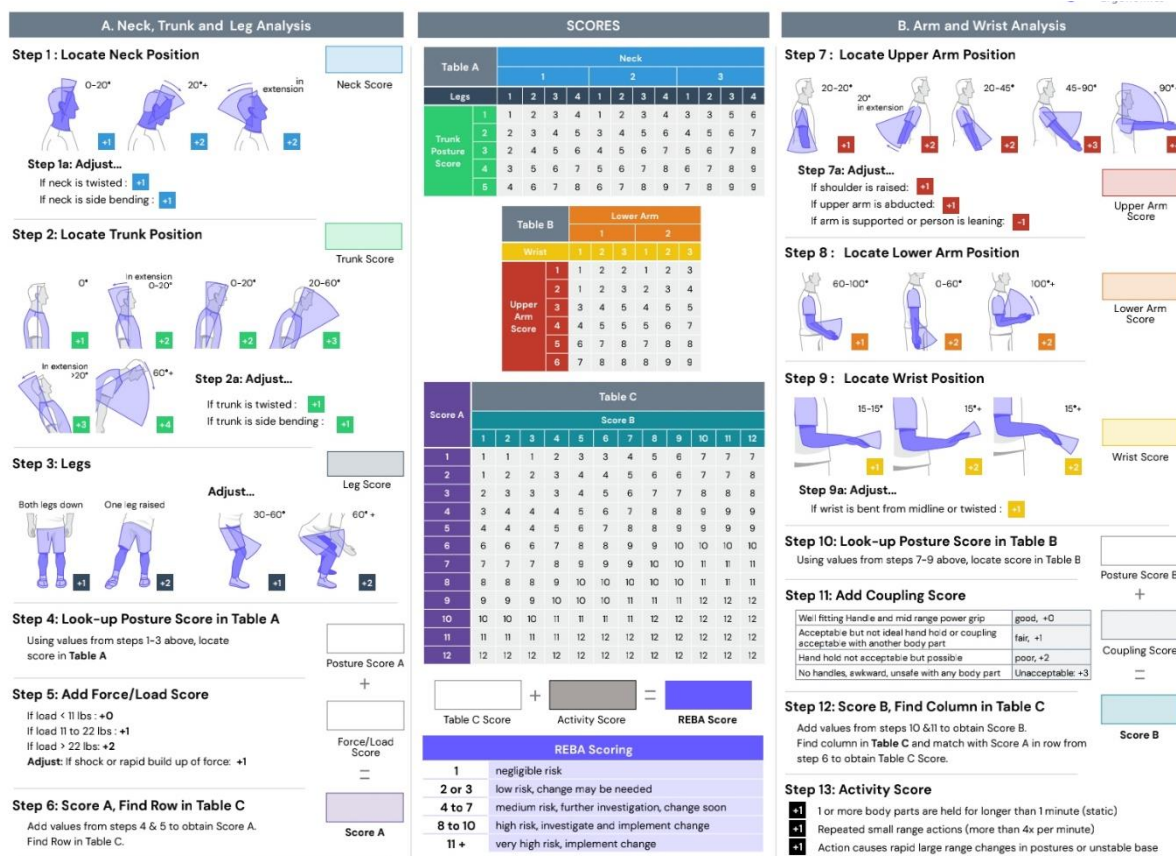 A. Neck, Trunk and Leg Analysis
Step 1 : Locate Neck Position
Neck Score
0-20° 20°+ in extension
+1 +2 +2
Step 1a: Adjust...
If neck is twisted : +1
If neck is side bending : +1
Step 2: Locate Trunk Position
Trunk Score
0° In extension 0-20° 0-20° 20-60°
+1 +2 +2 +3
In extension >20° 60°+
+3 +4
Step 2a: Adjust...
If trunk is twisted : +1
If trunk is side bending : +1
Step 3: Legs
Leg Score
Both legs down One leg raised Adjust... 30-60° 60° +
+1 +2 +1 +2
Step 4: Look-up Posture Score in Table A
Using values from steps 1-3 above, locate
score in Table A
Posture Score A
+
Step 5: Add Force/Load Score
If load < 11 lbs : +0
If load 11 to 22 lbs : +1
If load > 22 lbs: +2
Adjust: If shock or rapid build up of force: +1
Force/Load
Score
=
Step 6: Score A, Find Row in Table C
Add values from steps 4 & 5 to obtain Score A.
Find Row in Table C.
Score A
SCORES
Table A
Neck
1 2 3
Legs 1 2 3 4 1 2 3 4 1 2 3 4
Trunk Posture Score
1 1 2 3 4 1 2 3 4 3 3 5 6
2 2 3 4 5 3 4 5 6 4 5 6 7
3 2 4 5 6 4 5 6 7 5 6 7 8
4 3 5 6 7 5 6 7 8 6 7 8 9
5 4 6 7 8 6 7 8 9 7 8 9 9
Table B
Lower Arm
1 2
Wrist 1 2 3 1 2 3
Upper Arm Score
1 1 2 2 1 2 3
2 1 2 3 2 3 4
3 3 4 5 4 5 5
4 4 5 5 5 6 7
5 6 7 8 7 8 8
6 7 8 8 8 9 9
Score A
Table C
Score B
1 2 3 4 5 6 7 8 9 10 11 12
1 1 1 1 2 3 3 4 5 6 7 7 7
2 1 2 2 3 4 4 5 6 6 7 7 8
3 2 3 3 3 4 5 6 7 7 8 8 8
4 3 4 4 4 5 6 7 8 8 9 9 9
5 4 4 4 5 6 7 8 8 9 9 9 9
6 6 6 6 7 8 8 9 9 10 10 10 10
7 7 7 7 8 9 9 9 10 10 11 11 11
8 8 8 8 9 10 10 10 10 10 11 11 11
9 9 9 9 10 10 10 11 11 11 12 12 12
10 10 10 10 11 11 11 11 12 12 12 12 12
11 11 11 11 11 12 12 12 12 12 12 12 12
12 12 12 12 12 12 12 12 12 12 12 12 12
+ =
Table C Score Activity Score REBA Score
REBA Scoring
1 negligible risk
2 or 3 low risk, change may be needed
4 to 7 medium risk, further investigation, change soon
8 to 10 high risk, investigate and implement change
11 + very high risk, implement change
B. Arm and Wrist Analysis
Step 7 : Locate Upper Arm Position
20-20° 20° in extension 20-45° 45-90° 90°
+1 +2 +2 +3
Step 7a: Adjust...
If shoulder is raised: +1
If upper arm is abducted: +1
If arm is supported or person is leaning: -1
Upper Arm
Score
Step 8 : Locate Lower Arm Position
60-100° 0-60° 100°+
+1 +2 +2
Lower Arm
Score
Step 9 : Locate Wrist Position
15-15° 15°+ 15°+
+1 +2 +2
Wrist Score
Step 9a: Adjust...
If wrist is bent from midline or twisted : +1
Step 10: Look-up Posture Score in Table B
Using values from steps 7-9 above, locate score in Table B
Posture Score B
+
Step 11: Add Coupling Score
Well fitting Handle and mid range power grip good, +0
Acceptable but not ideal hand hold or coupling acceptable with another body part fair, +1
Hand hold not acceptable but possible poor, +2
No handles, awkward, unsafe with any body part Unacceptable: +3
Coupling Score
=
Step 12: Score B, Find Column in Table C
Add values from steps 10 &11 to obtain Score B.
Find column in Table C and match with Score A in row from
step 6 to obtain Table C Score.
Score B
Step 13: Activity Score
+1 1 or more body parts are held for longer than 1 minute (static)
+1 Repeated small range actions (more than 4x per minute)
+1 Action causes rapid large range changes in postures or unstable base